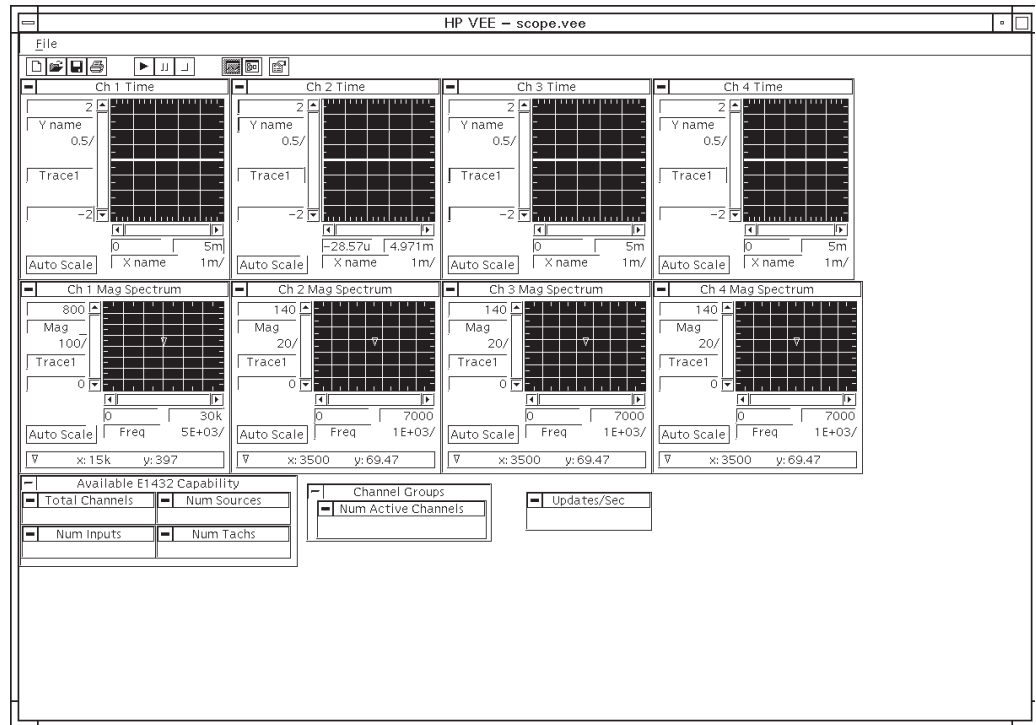 HP VEE – scope.vee
File
Ch 1 Time
2
Y name
0.5/
Trace1
-2
0 5m
Auto Scale X name 1m/
Ch 2 Time
2
Y name
0.5/
Trace1
-2
-28.57u 4.971m
Auto Scale X name 1m/
Ch 3 Time
2
Y name
0.5/
Trace1
-2
0 5m
Auto Scale X name 1m/
Ch 4 Time
2
Y name
0.5/
Trace1
-2
0 5m
Auto Scale X name 1m/
Ch 1 Mag Spectrum
800
Mag
100/
Trace1
0
0 30k
Auto Scale Freq 5E+03/
x: 15k y: 397
Ch 2 Mag Spectrum
140
Mag
20/
Trace1
0
0 7000
Auto Scale Freq 1E+03/
x: 3500 y: 69.47
Ch 3 Mag Spectrum
140
Mag
20/
Trace1
0
0 7000
Auto Scale Freq 1E+03/
x: 3500 y: 69.47
Ch 4 Mag Spectrum
140
Mag
20/
Trace1
0
0 7000
Auto Scale Freq 1E+03/
x: 3500 y: 69.47
Available E1432 Capability
Total Channels Num Sources
Num Inputs Num Tachs
Channel Groups
Num Active Channels
Updates/Sec